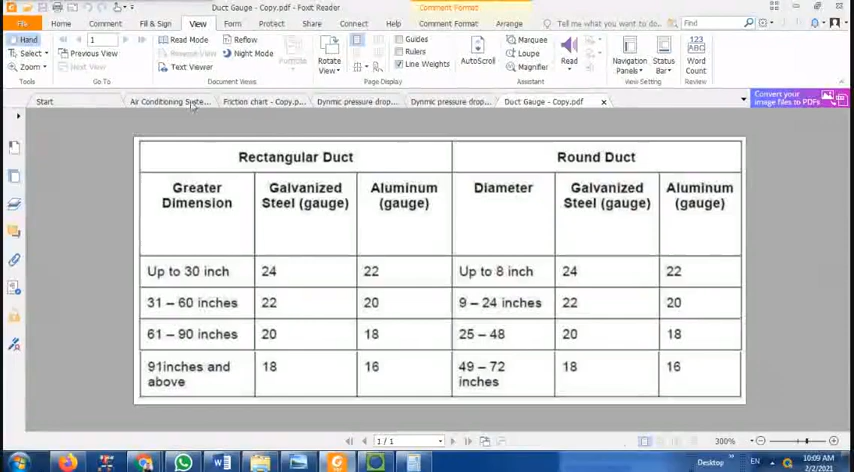 Duct Gauge - Copy.pdf - Foxit Reader
Comment Format
File
Home
Comment
Fill & Sign
View
Form
Protect
Share
Connect
Help
Comment Format
Arrange
Tell me what you want to do..
Find
Hand
Select
Zoom
Tools
1
Previous View
Next View
Go To
Read Mode
Reflow
Night Mode
Text Viewer
Document Views
Rotate
View
Guides
Rulers
Line Weights
Page Display
AutoScroll
Marquee
Loupe
Magnifier
Read
Assistant
Navigation
Panels
Status
Bar
View Setting
123
ABC
Word
Count
Review
Start
Air Conditioning Syste...
Friction chart - Copy.p...
Dynmic pressure drop...
Dynmic pressure drop...
Duct Gauge - Copy.pdf
Convert your
image files to PDFs
Rectangular Duct
Round Duct
Greater
Dimension
Galvanized
Steel (gauge)
Aluminum
(gauge)
Diameter
Galvanized
Steel (gauge)
Aluminum
(gauge)
Up to 30 inch 24 22 Up to 8 inch 24 22
31 – 60 inches 22 20 9 – 24 inches 22 20
61 – 90 inches 20 18 25 – 48 20 18
91inches and
above
18 16
49 – 72
inches
18 16
1 / 1
300%
Desktop
EN
10:09 AM
2/2/2021